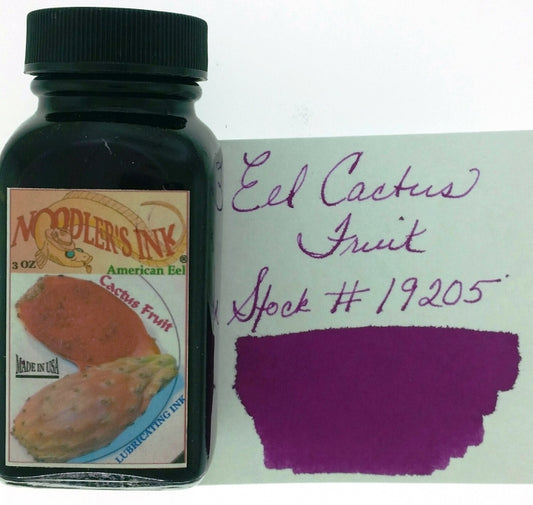 NOODLER'S INK
®
3 OZ
American Eel
Cactus Fruit
MADE IN USA
LUBRICATING INK
Eel Cactus
Fruit
Stock # 19205